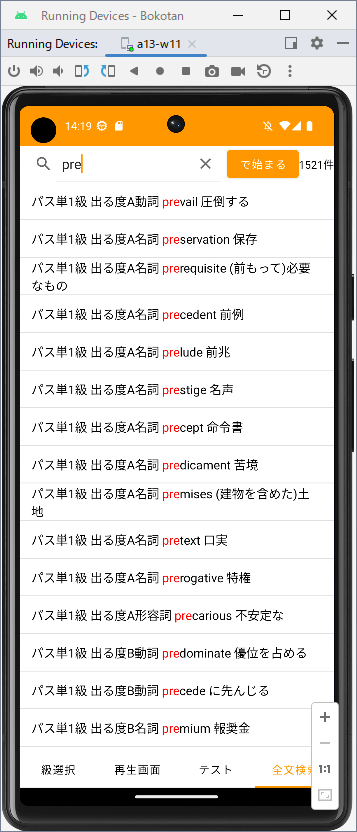 Running Devices - Bokotan
Running Devices: a13-w11
14:19
pre で始まる 1521件
パス単1級 出る度A動詞 prevail 圧倒する
パス単1級 出る度A名詞 preservation 保存
パス単1級 出る度A名詞 prerequisite (前もって)必要
なもの
パス単1級 出る度A名詞 precedent 前例
パス単1級 出る度A名詞 prelude 前兆
パス単1級 出る度A名詞 prestige 名声
パス単1級 出る度A名詞 precept 命令書
パス単1級 出る度A名詞 predicament 苦境
パス単1級 出る度A名詞 premises (建物を含めた)土
地
パス単1級 出る度A名詞 pretext 口実
パス単1級 出る度A名詞 prerogative 特権
パス単1級 出る度A形容詞 precarious 不安定な
パス単1級 出る度B動詞 predominate 優位を占める
パス単1級 出る度B動詞 precede に先んじる
パス単1級 出る度B名詞 premium 報奨金
1:1
級選択 再生画面 テスト 全文検索